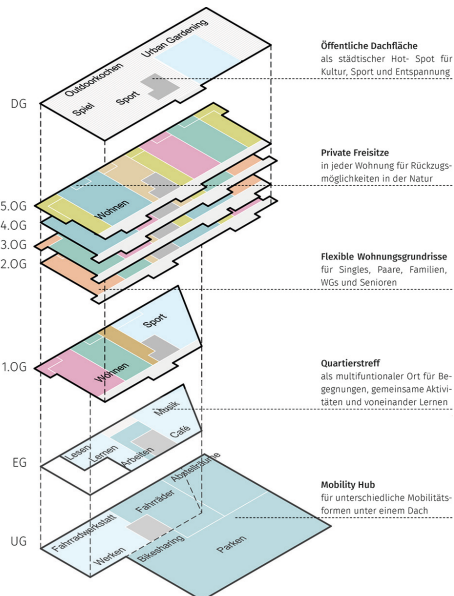 Öffentliche Dachfläche
als städtischer Hot- Spot für
Kultur, Sport und Entspannung
DG
Outdoorkochen
Urban Gardening
Spiel
Sport
Private Freisitze
in jeder Wohnung für Rückzugs-
möglichkeiten in der Natur
5.OG
4.OG
3.OG
2.OG
Wohnen
Flexible Wohnungsgrundrisse
für Singles, Paare, Familien,
WGs und Senioren
1.OG
Sport
Wohnen
Quartierstreff
als multifuntionaler Ort für Be-
gegnungen, gemeinsame Aktivi-
täten und voneinander Lernen
EG
Musik
Café
Lesen
Lernen
Arbeiten
Mobility Hub
für unterschiedliche Mobilitäts-
formen unter einem Dach
UG
Abstellräume
Fahrräder
Fahrradwerkstatt
Werken
Bikesharing
Parken